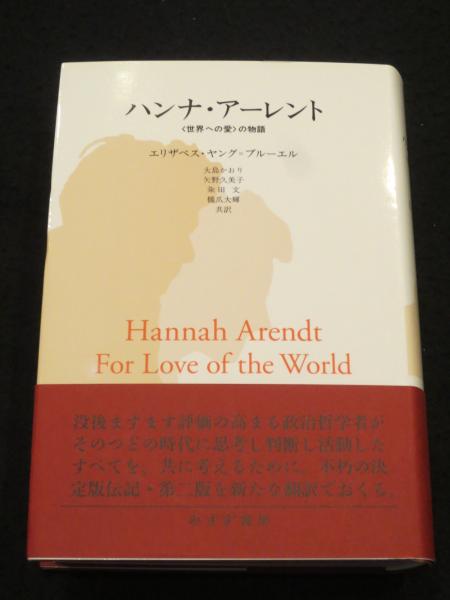 ハンナ・アーレント
〈世界への愛〉の物語
エリザベス・ヤング=ブルーエル
大島かおり
矢野久美子
粂田 文
橋爪大輝
共訳
Hannah Arendt
For Love of the World
没後ますます評価の高まる政治哲学者が
そのつどの時代に思考し判断し活動した
すべてを、共に考えるために。不朽の決
定版伝記・第二版を新たな翻訳でおくる。
みすず書房